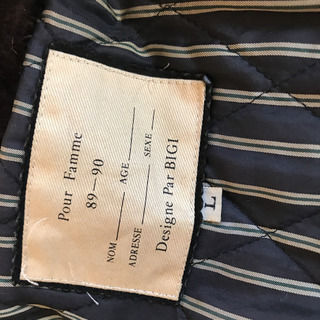 Pour Famme
89-90
NOM AGE
ADRESSE SEXE
Designe Par BIGI
L